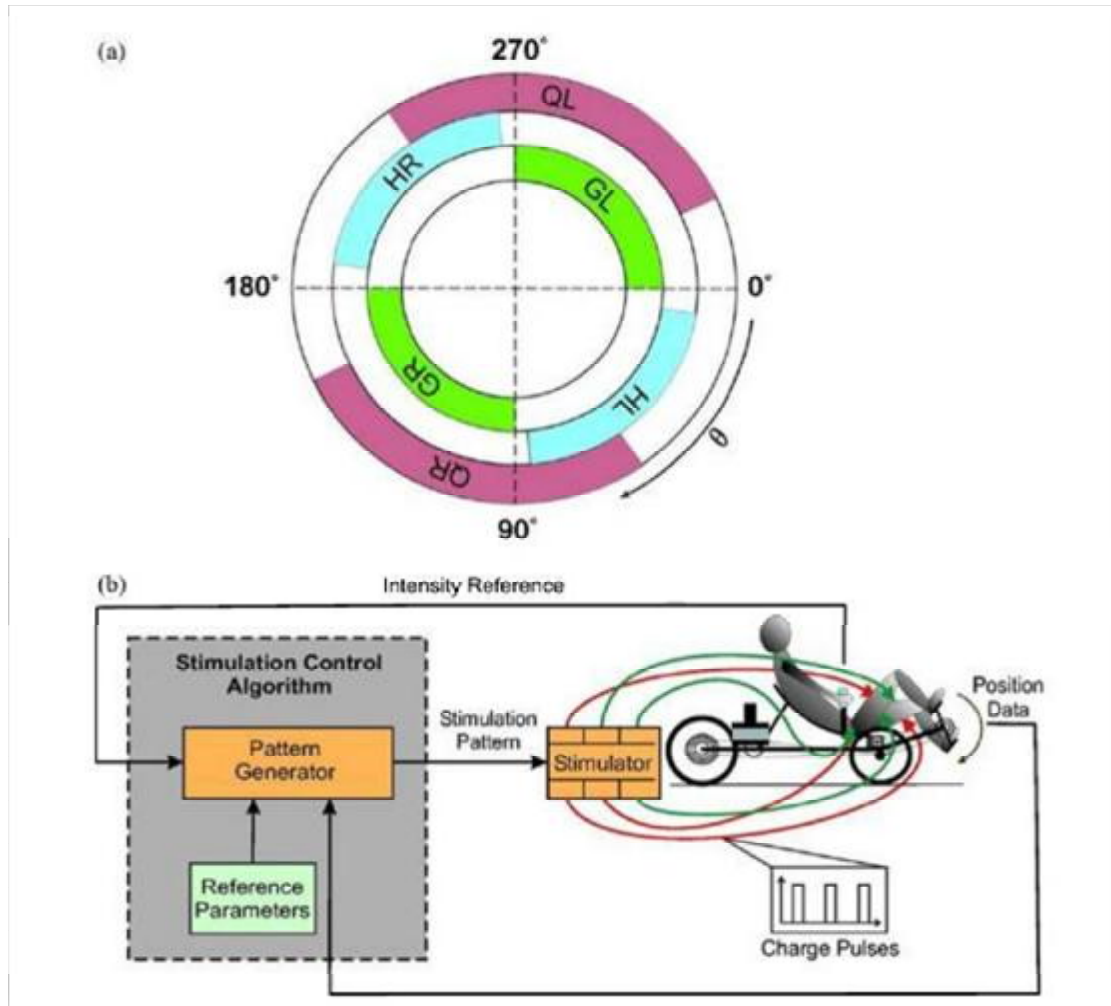 (a)
270°
QL
HR
GL
180°
0°
GR
HL
θ
QR
90°
(b)
Intensity Reference
Stimulation Control
Algorithm
Pattern
Generator
Stimulation
Pattern
Stimulator
Position
Data
Reference
Parameters
Charge Pulses